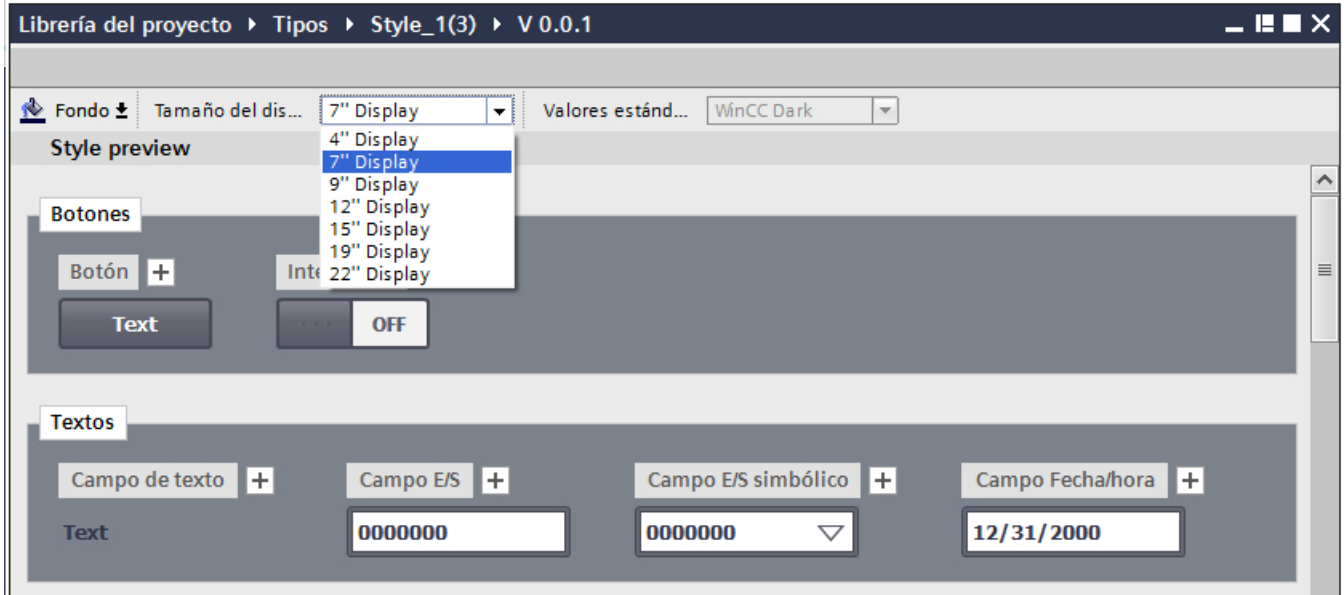 Librería del proyecto ▸ Tipos ▸ Style_1(3) ▸ V 0.0.1
Fondo Tamaño del dis... 7'' Display Valores estánd... WinCC Dark
4'' Display
Style preview
7'' Display
9'' Display
12'' Display
15'' Display
19'' Display
22'' Display
Botones
Botón + Inte
Text OFF
Textos
Campo de texto + Campo E/S + Campo E/S simbólico + Campo Fecha/hora +
Text 0000000 0000000 12/31/2000